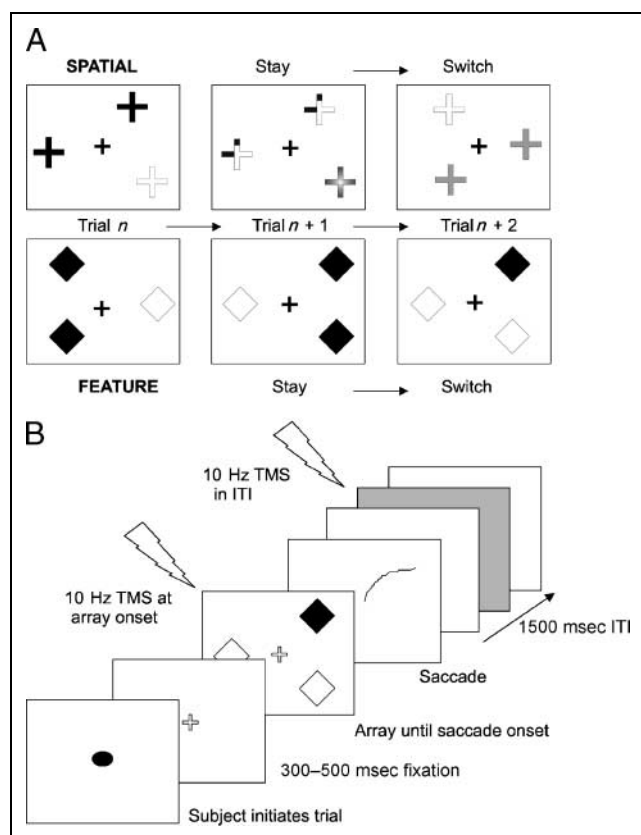 A
SPATIAL Stay Switch
Trial n Trial n + 1 Trial n + 2
FEATURE Stay Switch
B
10 Hz TMS
in ITI
10 Hz TMS at
array onset
1500 msec ITI
Saccade
Array until saccade onset
300–500 msec fixation
Subject initiates trial